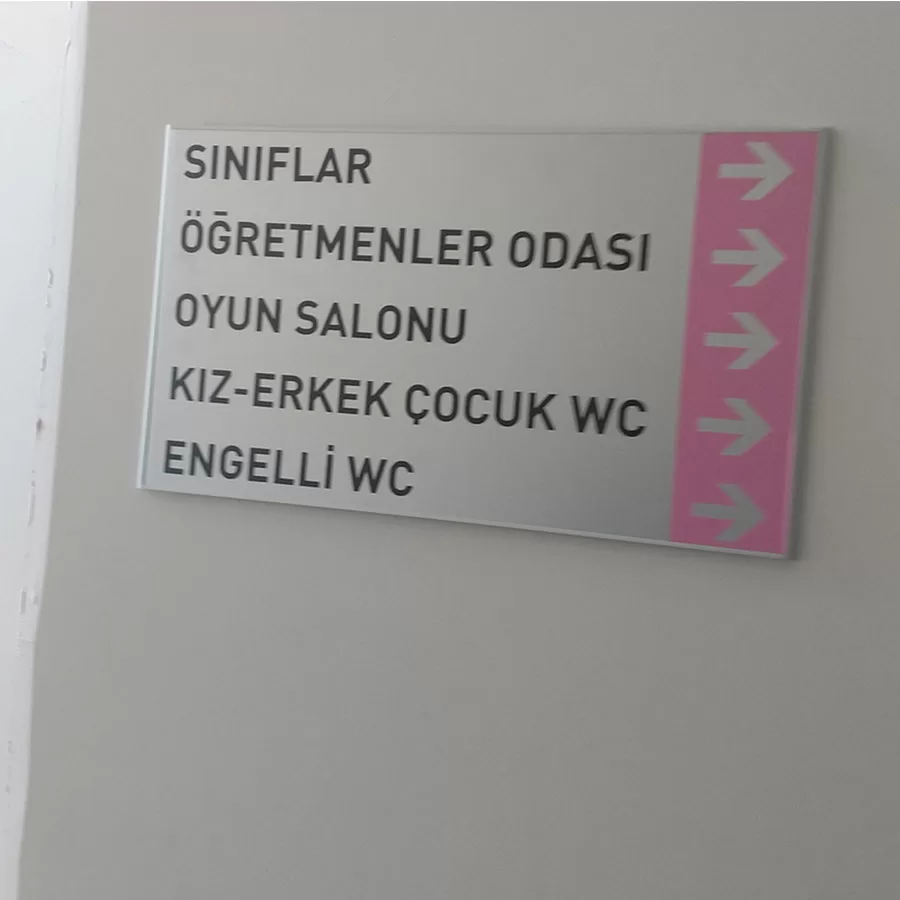 SINIFLAR
ÖĞRETMENLER ODASI
OYUN SALONU
KIZ-ERKEK ÇOCUK WC
ENGELLİ WC